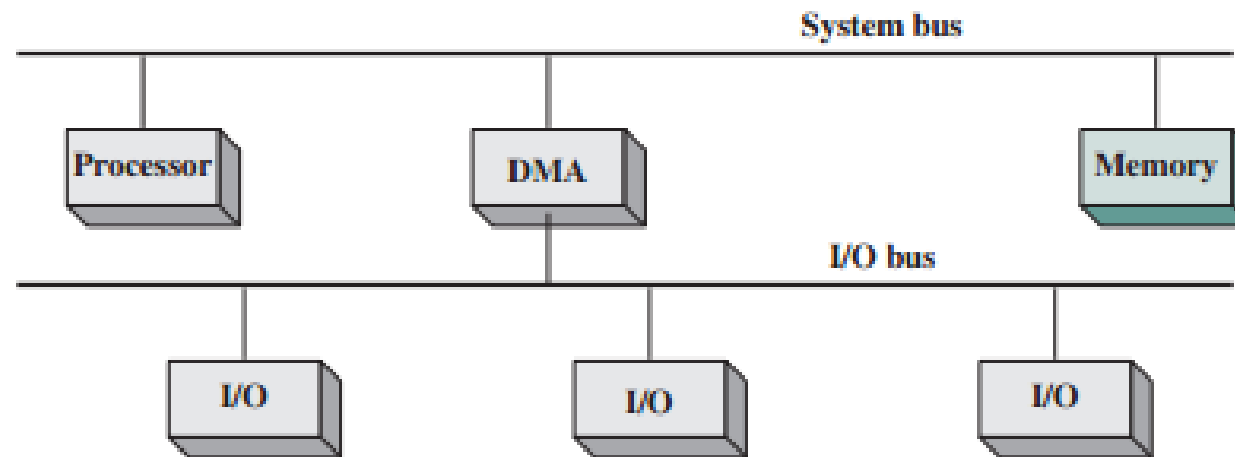 System bus
Processor
DMA
Memory
I/O bus
I/O
I/O
I/O